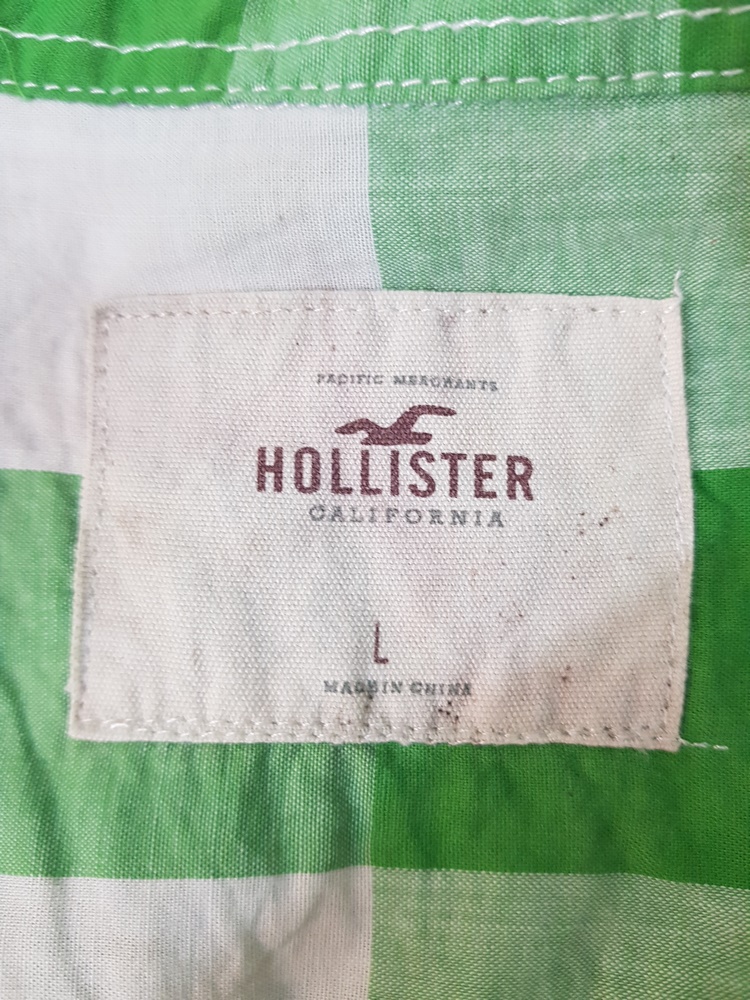 PACIFIC MERCHANTS
HOLLISTER
CALIFORNIA
L
MADE IN CHINA